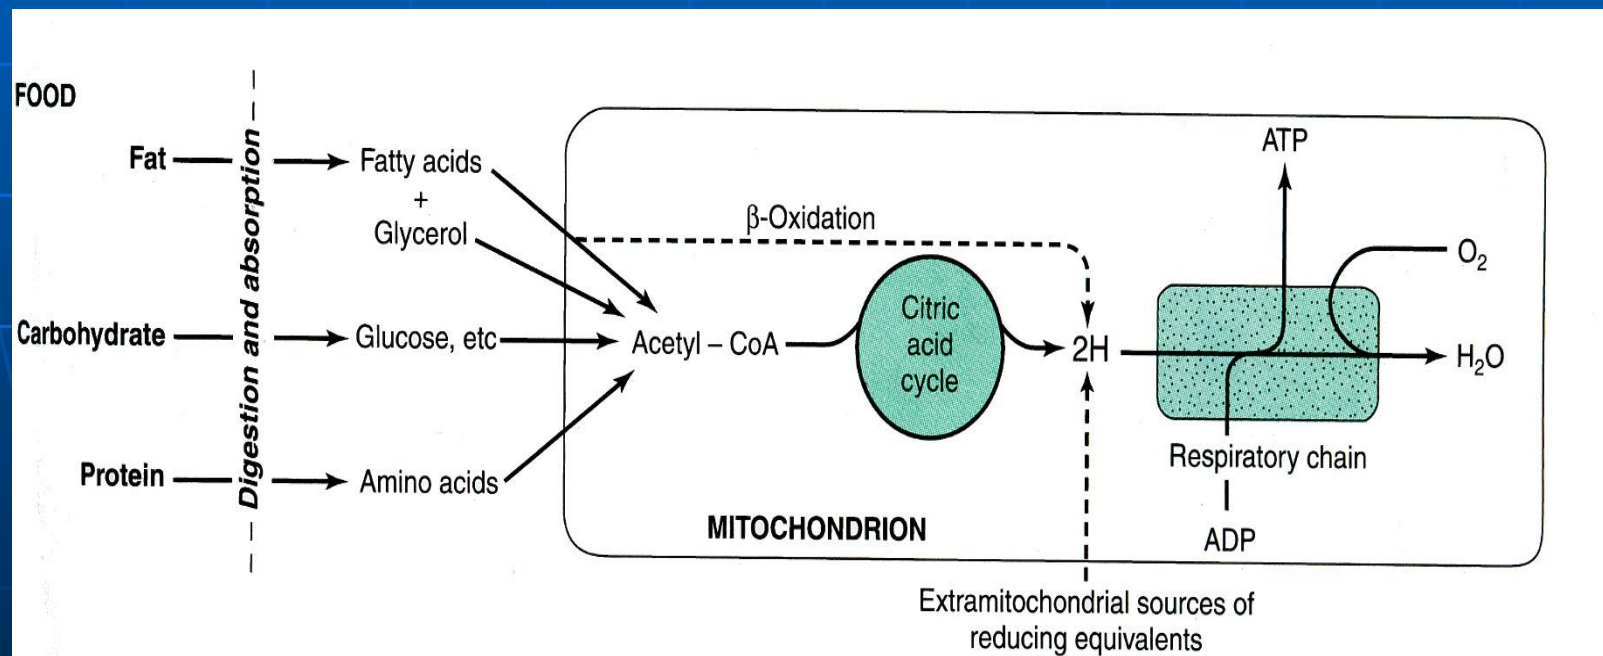 FOOD
Fat
Digestion and absorption
Fatty acids
+
Glycerol
Carbohydrate
Glucose, etc
Protein
Amino acids
β-Oxidation
Acetyl – CoA
Citric
acid
cycle
2H
ATP
O₂
H₂O
Respiratory chain
ADP
MITOCHONDRION
Extramitochondrial sources of
reducing equivalents